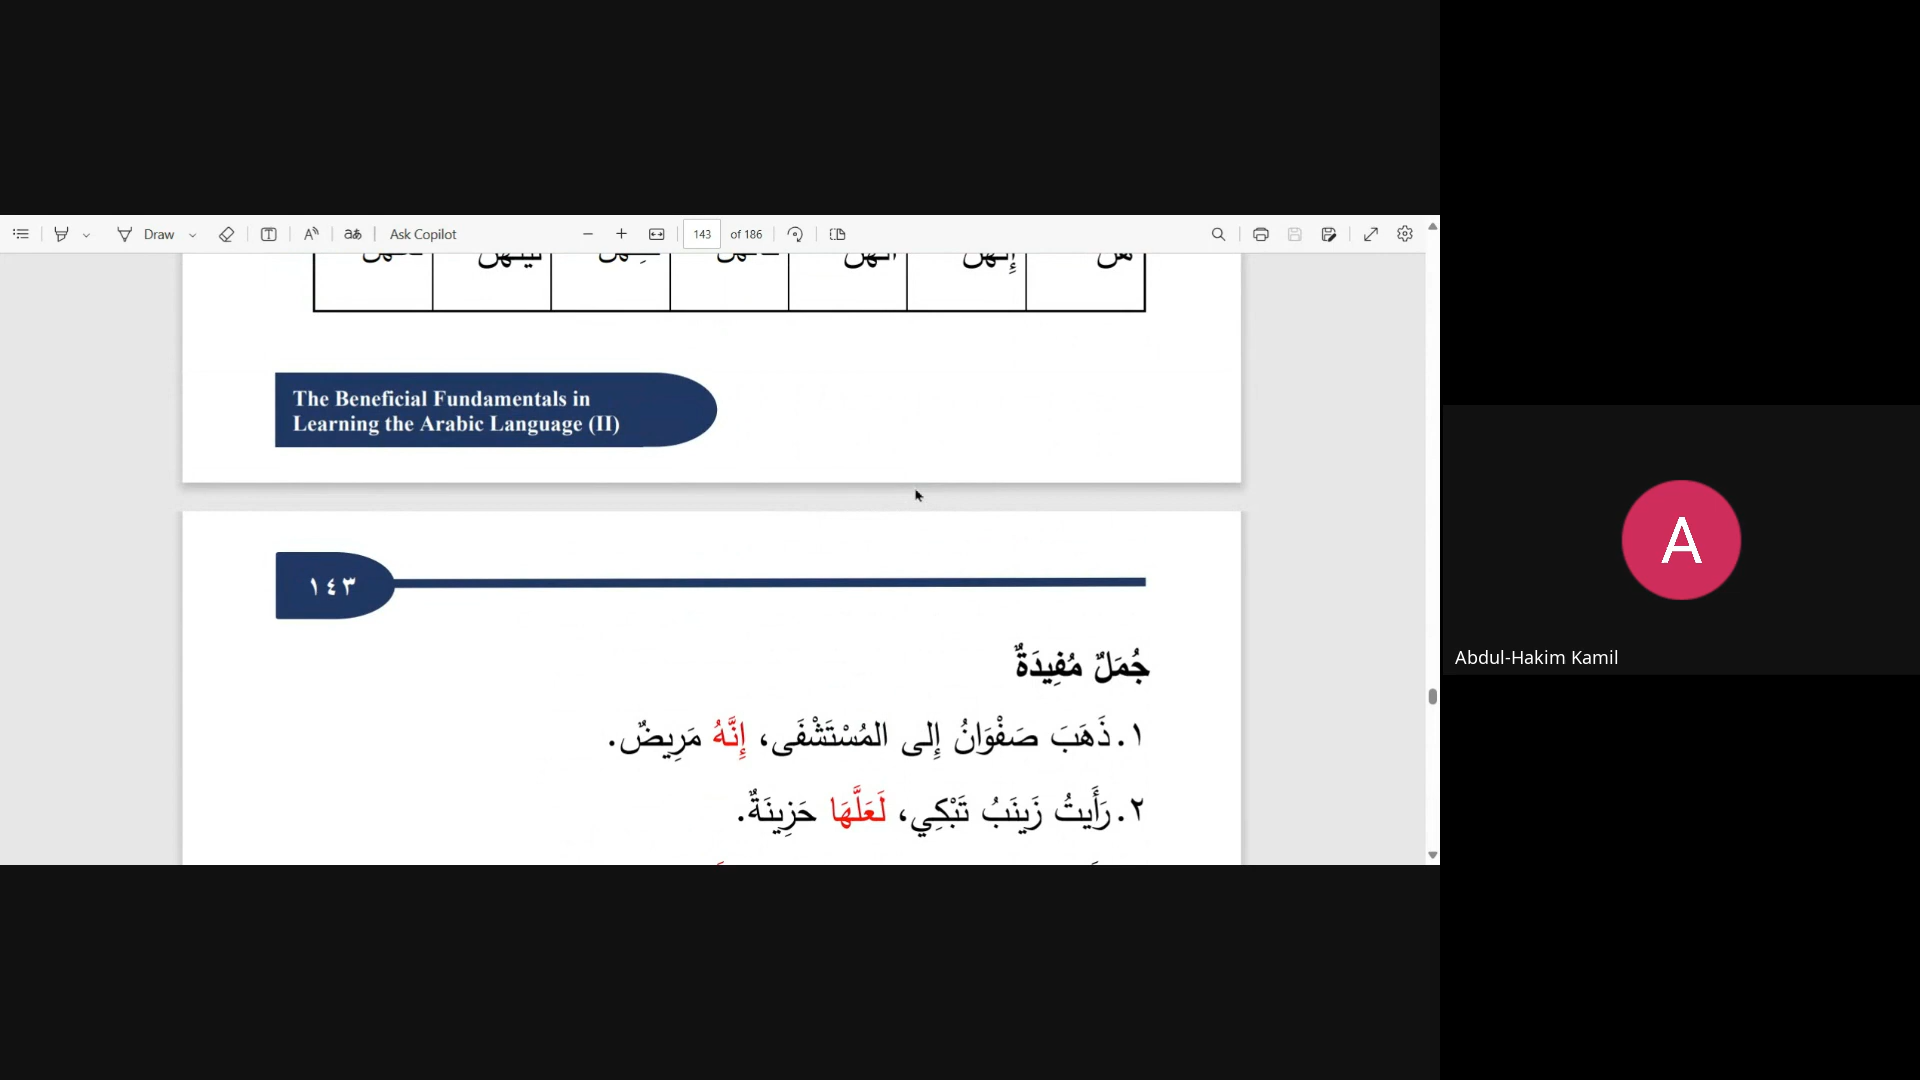 Draw
Ask Copilot
143 of 186
The Beneficial Fundamentals in
Learning the Arabic Language (II)
١٤٣
جُمَلٌ مُفِيدَةٌ
١. ذَهَبَ صَفْوَانُ إِلى المُسْتَشْفَى، إِنَّهُ مَرِيضٌ.
٢. رَأَيتُ زَينَبُ تَبْكِي، لَعَلَّهَا حَزِينَةٌ.
A
Abdul-Hakim Kamil